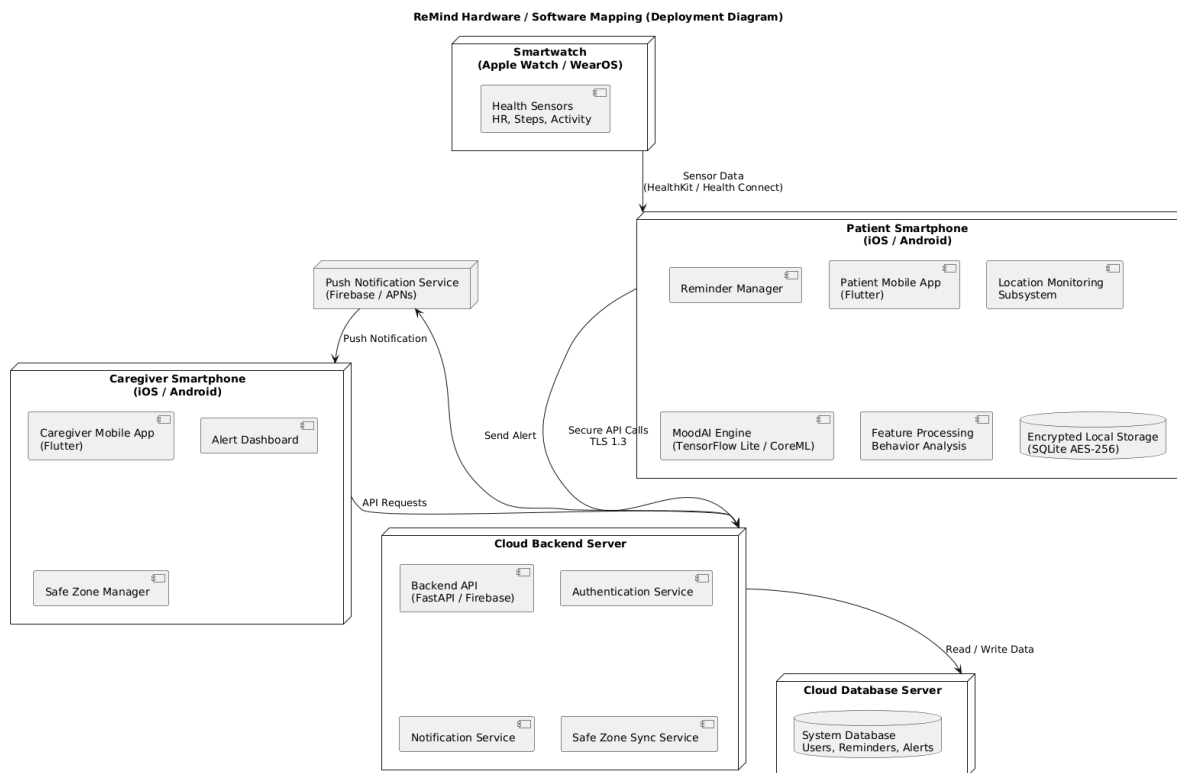 ReMind Hardware / Software Mapping (Deployment Diagram)
Smartwatch
(Apple Watch / WearOS)
Health Sensors
HR, Steps, Activity
Sensor Data
(HealthKit / Health Connect)
Patient Smartphone
(iOS / Android)
Reminder Manager
Patient Mobile App
(Flutter)
Location Monitoring
Subsystem
Push Notification Service
(Firebase / APNs)
Push Notification
Caregiver Smartphone
(iOS / Android)
Caregiver Mobile App
(Flutter)
Alert Dashboard
Send Alert
Secure API Calls
TLS 1.3
MoodAI Engine
(TensorFlow Lite / CoreML)
Feature Processing
Behavior Analysis
Encrypted Local Storage
(SQLite AES-256)
API Requests
Safe Zone Manager
Cloud Backend Server
Backend API
(FastAPI / Firebase)
Authentication Service
Read / Write Data
Notification Service
Safe Zone Sync Service
Cloud Database Server
System Database
Users, Reminders, Alerts